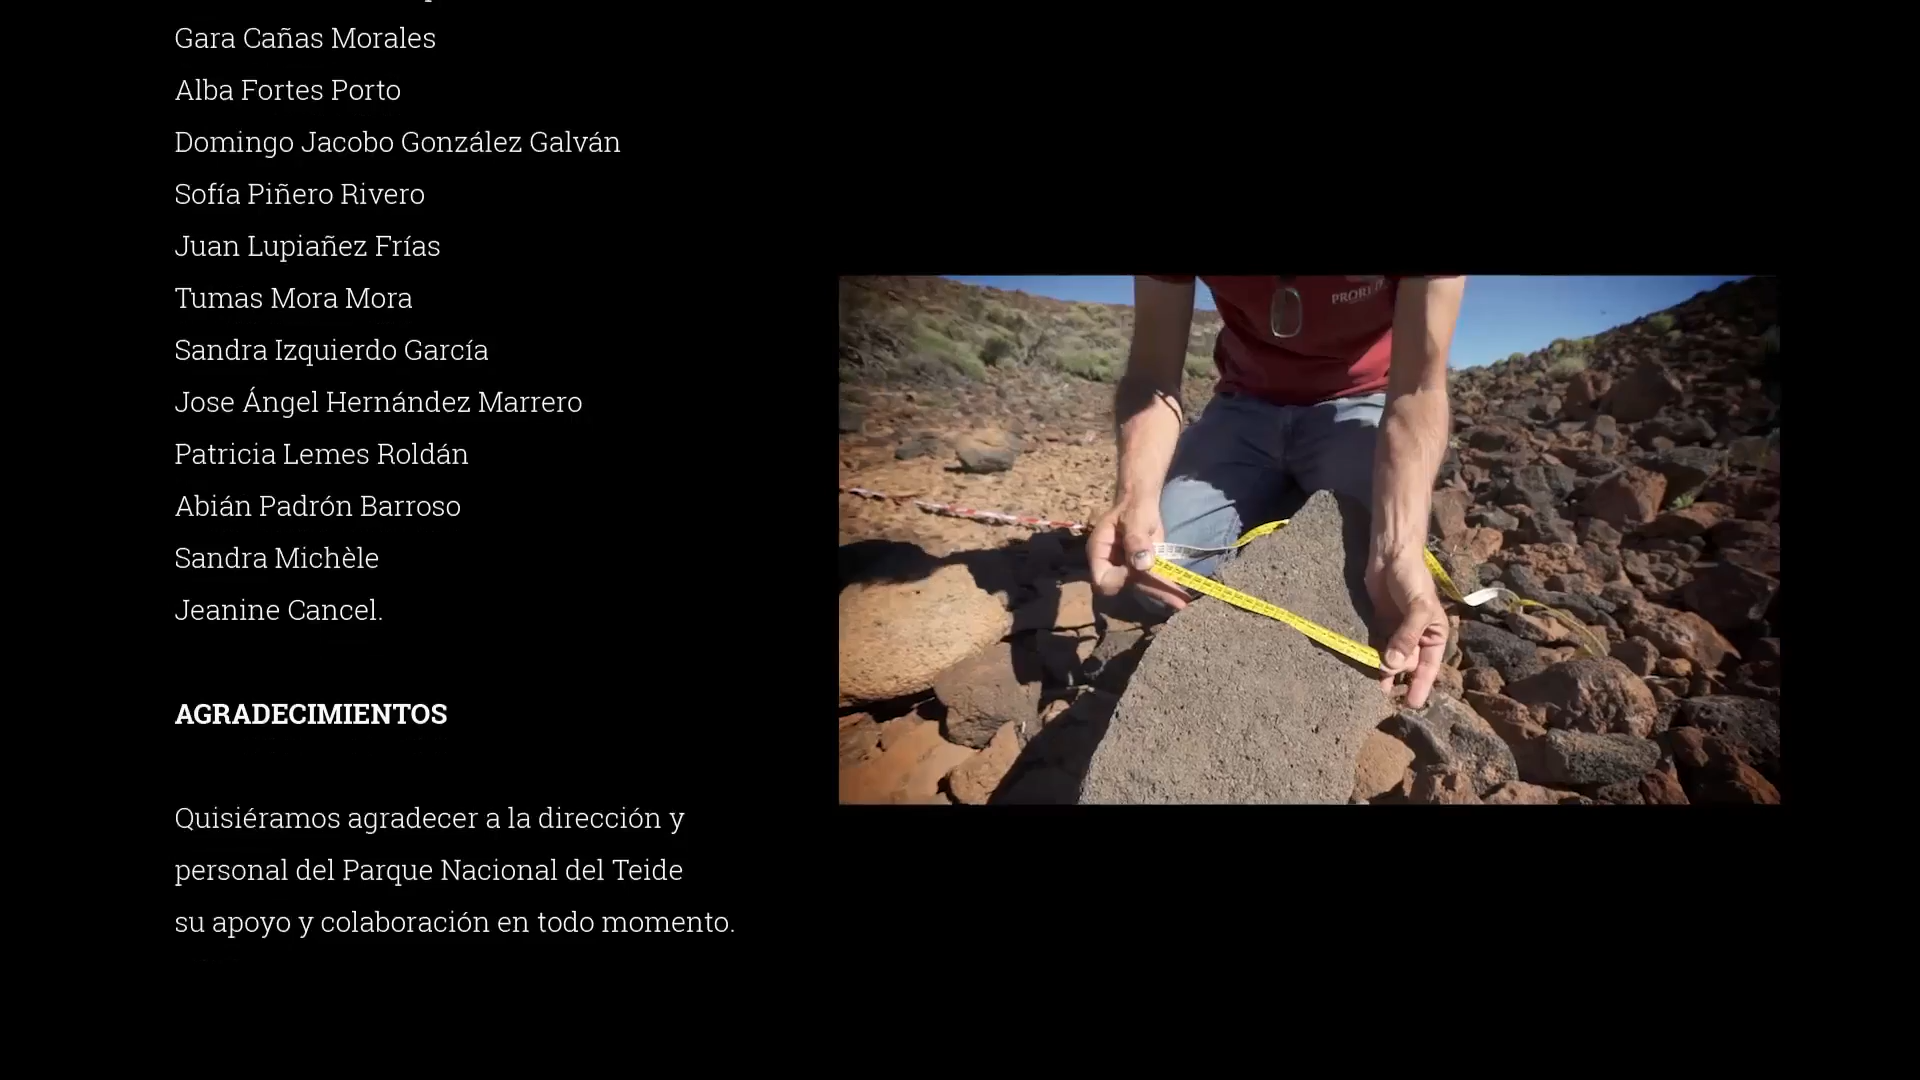 Gara Cañas Morales
Alba Fortes Porto
Domingo Jacobo González Galván
Sofía Piñero Rivero
Juan Lupiañez Frías
Tumas Mora Mora
Sandra Izquierdo García
Jose Ángel Hernández Marrero
Patricia Lemes Roldán
Abián Padrón Barroso
Sandra Michèle
Jeanine Cancel.
AGRADECIMIENTOS
Quisiéramos agradecer a la dirección y
personal del Parque Nacional del Teide
su apoyo y colaboración en todo momento.